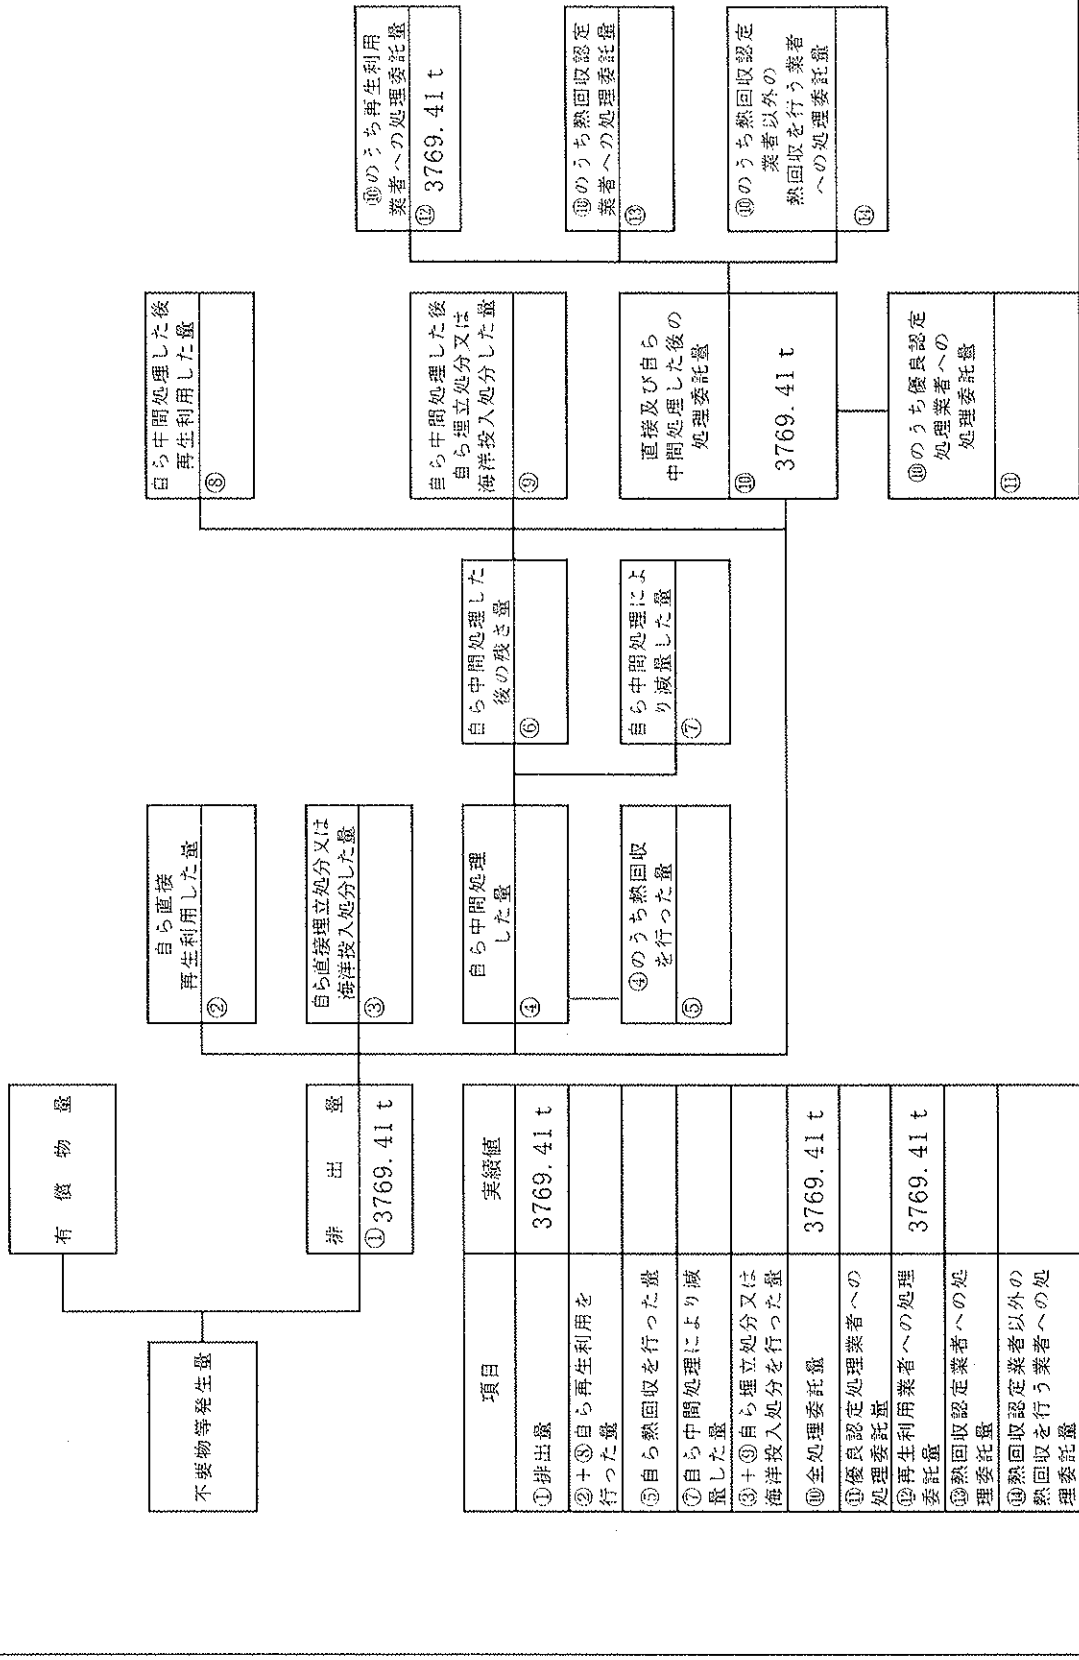 有償物量
不要物等発生量
排出量
①3769.41 t
自ら直接
再生利用した量
②
自ら直接埋立処分又は
海洋投入処分した量
③
自ら中間処理
した量
④
④のうち熱回収
を行った量
⑤
自ら中間処理した
後の残さ量
⑥
自ら中間処理によ
り減量した量
⑦
自ら中間処理した後
再生利用した量
⑧
自ら中間処理した後
自ら埋立処分又は
海洋投入処分した量
⑨
直接及び自ら
中間処理した後の
処理委託量
⑩
3769.41 t
⑩のうち優良認定
処理業者への
処理委託量
⑪
⑩のうち再生利用
業者への処理委託量
⑫ 3769.41 t
⑩のうち熱回収認定
業者への処理委託量
⑬
⑩のうち熱回収認定
業者以外の
熱回収を行う業者
への処理委託量
⑭
項目 実績値
①排出量 3769.41 t
②+⑧自ら再生利用を
行った量
⑤自ら熱回収を行った量
⑦自ら中間処理により減
量した量
③+⑨自ら埋立処分又は
海洋投入処分を行った量
⑩全処理委託量 3769.41 t
⑪優良認定処理業者への
処理委託量
⑫再生利用業者への処理
委託量 3769.41 t
⑬熱回収認定業者への処
理委託量
⑭熱回収認定業者以外の
熱回収を行う業者への処
理委託量